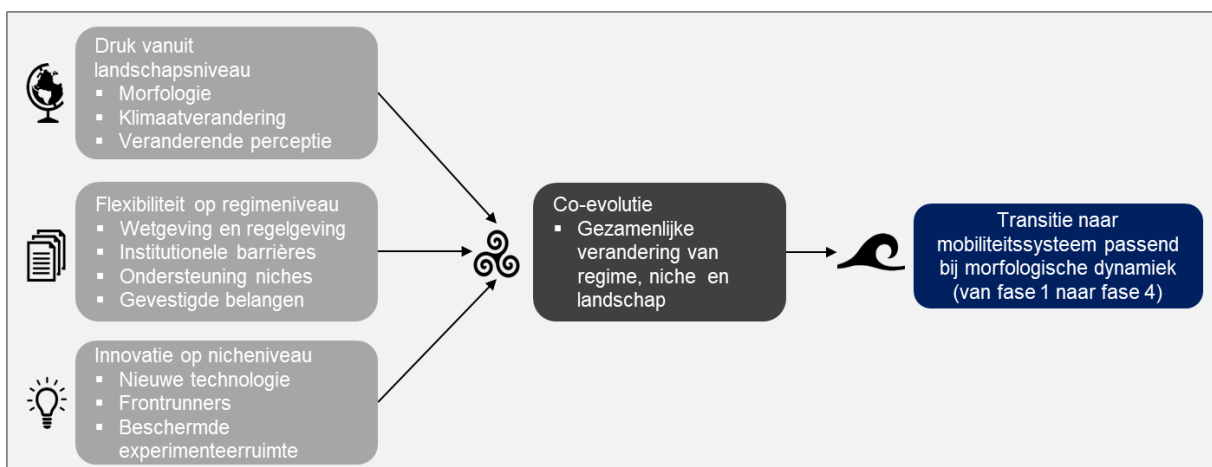 Druk vanuit
landschapsniveau
▪ Morfologie
▪ Klimaatverandering
▪ Veranderende perceptie
Flexibiliteit op regimeniveau
▪ Wetgeving en regelgeving
▪ Institutionele barrières
▪ Ondersteuning niches
▪ Gevestigde belangen
Innovatie op nicheniveau
▪ Nieuwe technologie
▪ Frontrunners
▪ Beschermde
experimenteerruimte
Co-evolutie
▪ Gezamenlijke
verandering van
regime, niche en
landschap
Transitie naar
mobiliteitssysteem passend
bij morfologische dynamiek
(van fase 1 naar fase 4)